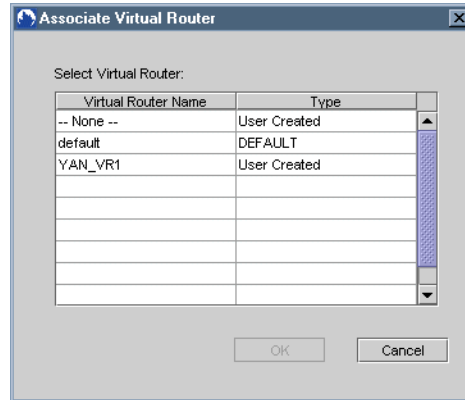 Associate Virtual Router
Select Virtual Router:
Virtual Router Name Type
-- None -- User Created
default DEFAULT
YAN_VR1 User Created
OK Cancel